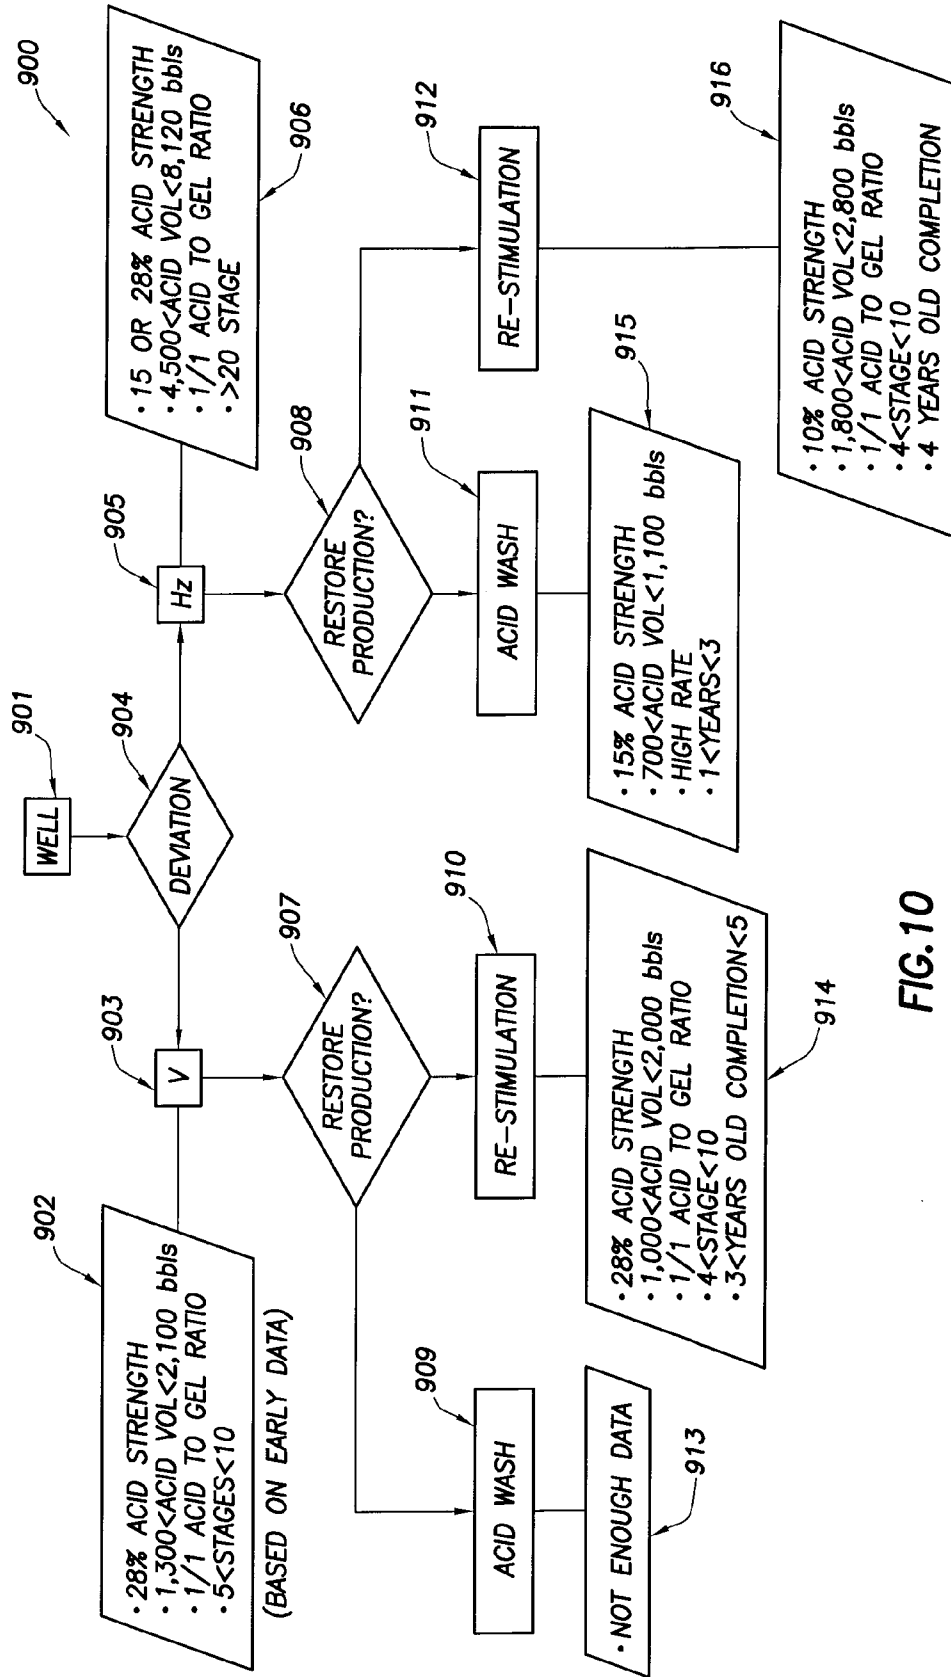 900
901
WELL
904
DEVIATION
902
• 28% ACID STRENGTH
• 1,300<ACID VOL<2,100 bbls
• 1/1 ACID TO GEL RATIO
• 5<STAGES<10
(BASED ON EARLY DATA)
903
V
905
Hz
• 15 OR 28% ACID STRENGTH
• 4,500<ACID VOL<8,120 bbls
• 1/1 ACID TO GEL RATIO
• >20 STAGE
906
907
RESTORE
PRODUCTION?
908
RESTORE
PRODUCTION?
909
ACID WASH
910
RE-STIMULATION
911
ACID WASH
912
RE-STIMULATION
• NOT ENOUGH DATA
913
• 28% ACID STRENGTH
• 1,000<ACID VOL<2,000 bbls
• 1/1 ACID TO GEL RATIO
• 4<STAGE<10
• 3<YEARS OLD COMPLETION<5
914
• 15% ACID STRENGTH
• 700<ACID VOL<1,100 bbls
• HIGH RATE
• 1<YEARS<3
915
• 10% ACID STRENGTH
• 1,800<ACID VOL<2,800 bbls
• 1/1 ACID TO GEL RATIO
• 4<STAGE<10
• 4 YEARS OLD COMPLETION
916
FIG.10